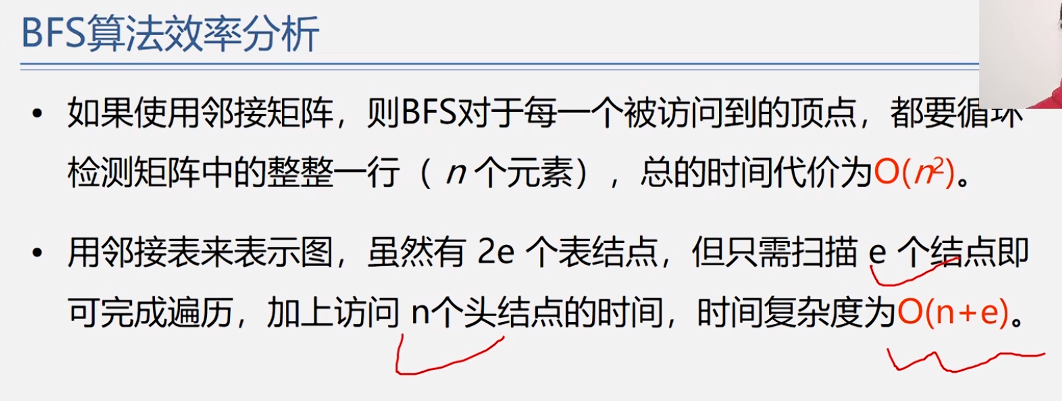 BFS算法效率分析
• 如果使用邻接矩阵，则BFS对于每一个被访问到的顶点，都要循环
检测矩阵中的整整一行（ n 个元素），总的时间代价为O(n²)。
• 用邻接表来表示图，虽然有 2e 个表结点，但只需扫描 e 个结点即
可完成遍历，加上访问 n个头结点的时间，时间复杂度为O(n+e)。